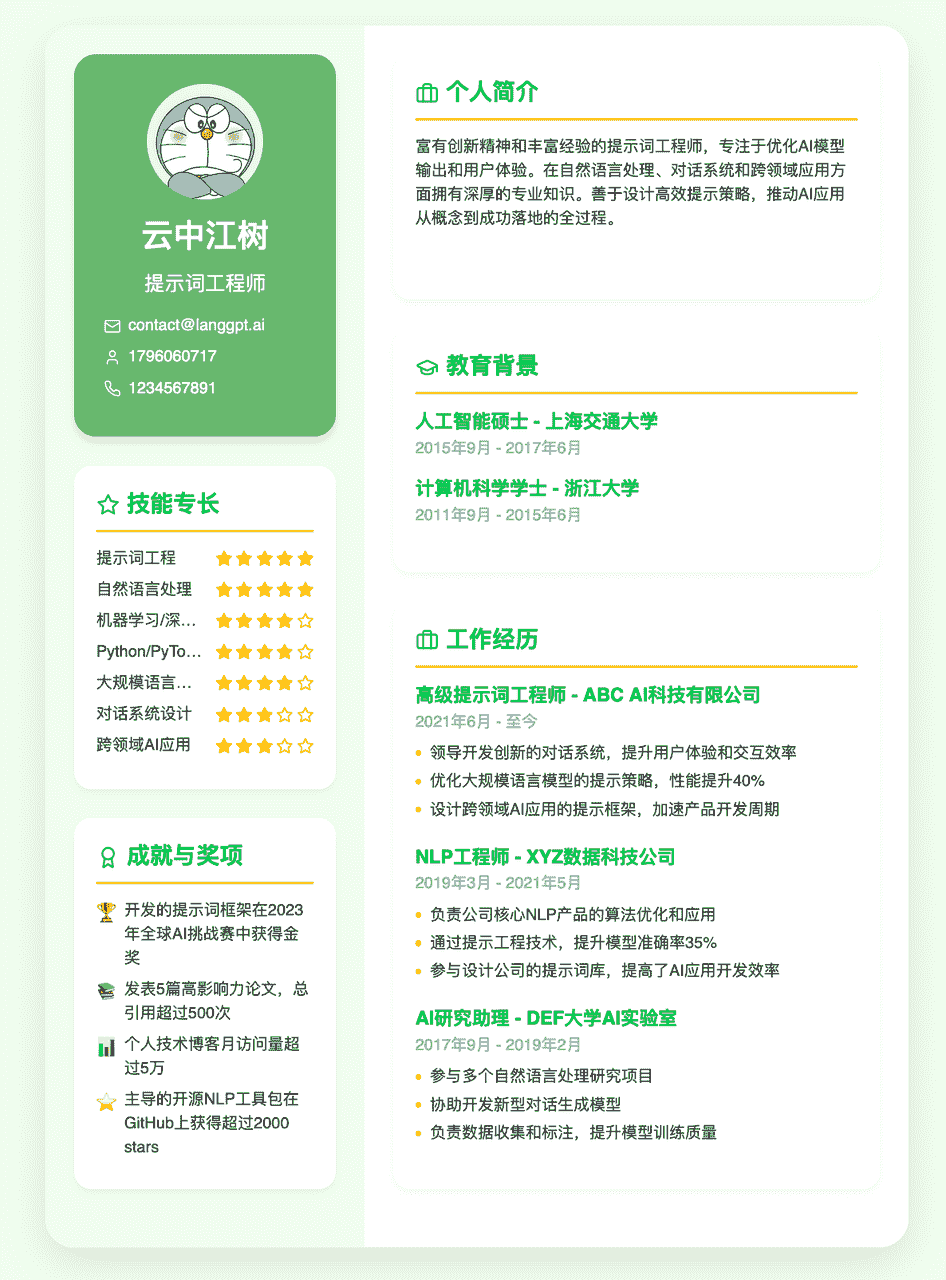 云中江树
提示词工程师
contact@langgpt.ai
1796060717
1234567891
技能专长
提示词工程
自然语言处理
机器学习/深…
Python/PyTo…
大规模语言…
对话系统设计
跨领域AI应用
成就与奖项
开发的提示词框架在2023
年全球AI挑战赛中获得金
奖
发表5篇高影响力论文，总
引用超过500次
个人技术博客月访问量超
过5万
主导的开源NLP工具包在
GitHub上获得超过2000
stars
个人简介
富有创新精神和丰富经验的提示词工程师，专注于优化AI模型
输出和用户体验。在自然语言处理、对话系统和跨领域应用方
面拥有深厚的专业知识。善于设计高效提示策略，推动AI应用
从概念到成功落地的全过程。
教育背景
人工智能硕士 - 上海交通大学
2015年9月 - 2017年6月
计算机科学学士 - 浙江大学
2011年9月 - 2015年6月
工作经历
高级提示词工程师 - ABC AI科技有限公司
2021年6月 - 至今
领导开发创新的对话系统，提升用户体验和交互效率
优化大规模语言模型的提示策略，性能提升40%
设计跨领域AI应用的提示框架，加速产品开发周期
NLP工程师 - XYZ数据科技公司
2019年3月 - 2021年5月
负责公司核心NLP产品的算法优化和应用
通过提示工程技术，提升模型准确率35%
参与设计公司的提示词库，提高了AI应用开发效率
AI研究助理 - DEF大学AI实验室
2017年9月 - 2019年2月
参与多个自然语言处理研究项目
协助开发新型对话生成模型
负责数据收集和标注，提升模型训练质量